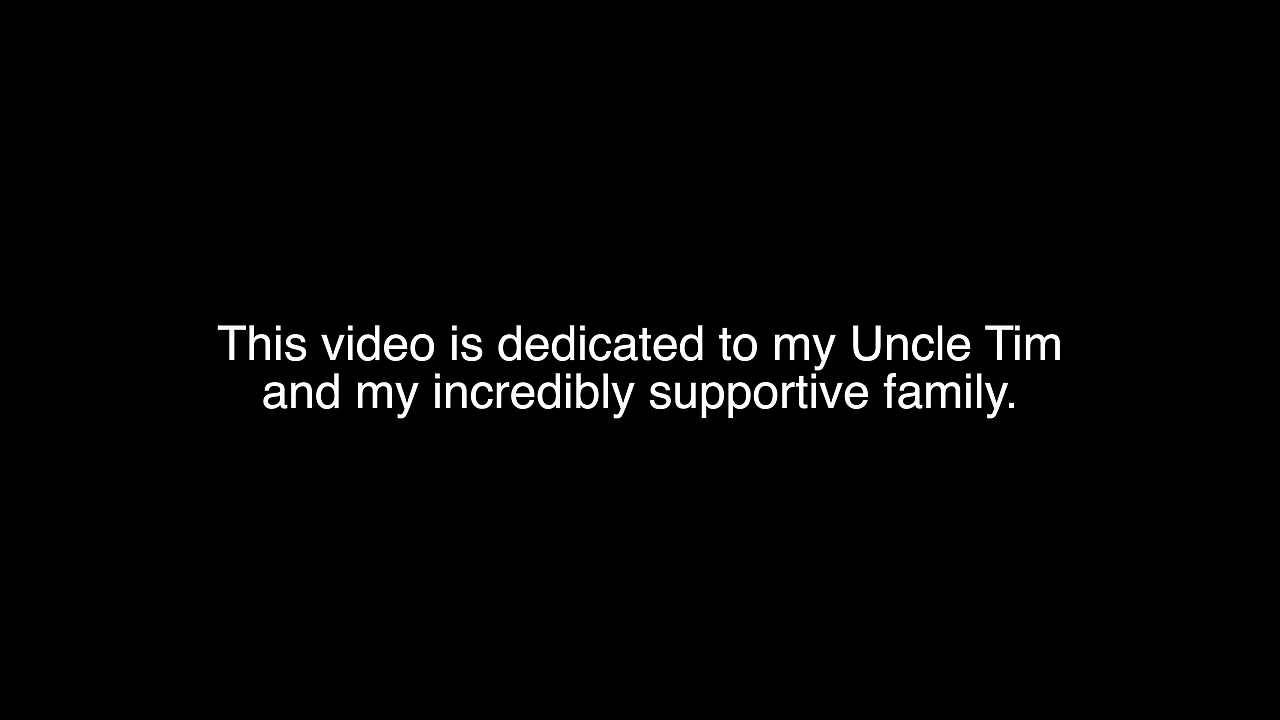 This video is dedicated to my Uncle Tim
and my incredibly supportive family.